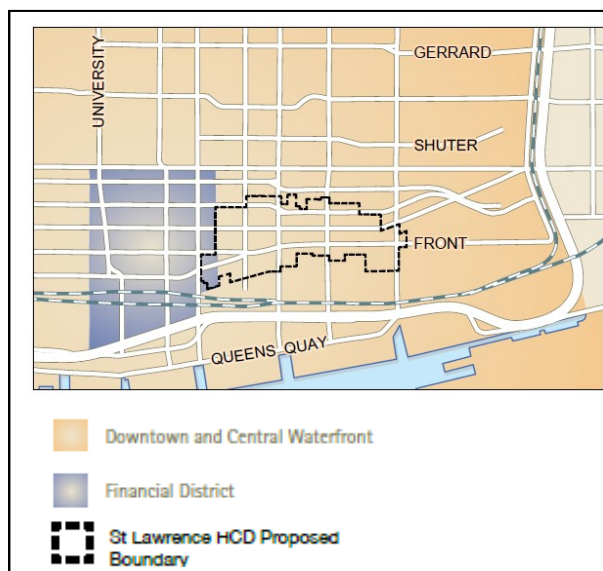 GERRARD
UNIVERSITY
SHUTER
FRONT
QUEENS QUAY
Downtown and Central Waterfront
Financial District
St Lawrence HCD Proposed
Boundary